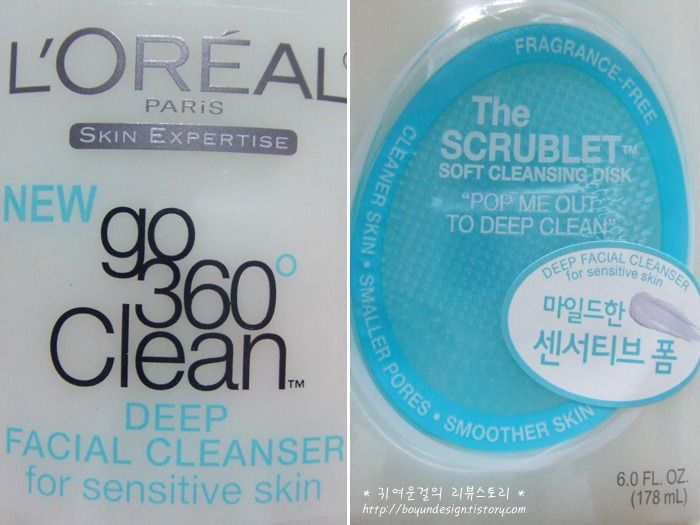 L'ORÉAL
PARIS
SKIN EXPERTISE
NEW
go
360°
Clean™
DEEP
FACIAL CLEANSER
for sensitive skin
FRAGRANCE-FREE
CLEANER SKIN • SMALLER PORES • SMOOTHER SKIN
The
SCRUBLET™
SOFT CLEANSING DISK
"POP ME OUT
TO DEEP CLEAN"
DEEP FACIAL CLEANSER
for sensitive skin
마일드한
센서티브 폼
6.0 FL. OZ.
(178 mL)
* 귀여운걸의 리뷰스토리 *
http://boyundesign.tistory.com